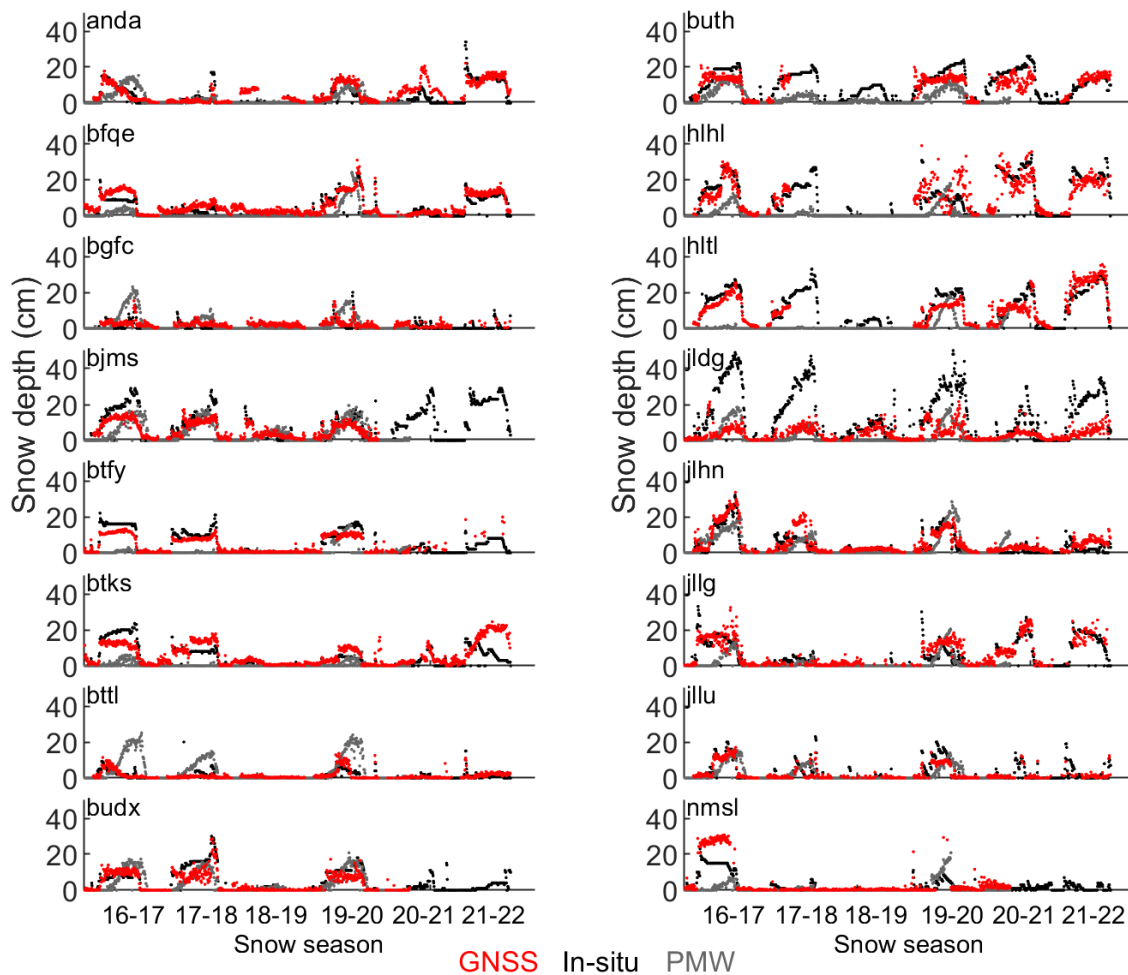 anda
40
20
0
bfqe
40
20
0
bgfc
40
20
0
bjms
40
20
0
btfy
40
20
0
btks
40
20
0
bttl
40
20
0
budx
40
20
0
Snow depth (cm)
16-17 17-18 18-19 19-20 20-21 21-22
Snow season
buth
40
20
0
hlhl
40
20
0
hltl
40
20
0
jldg
40
20
0
jlhn
40
20
0
jllg
40
20
0
jllu
40
20
0
nmsl
40
20
0
Snow depth (cm)
16-17 17-18 18-19 19-20 20-21 21-22
Snow season
GNSS In-situ PMW